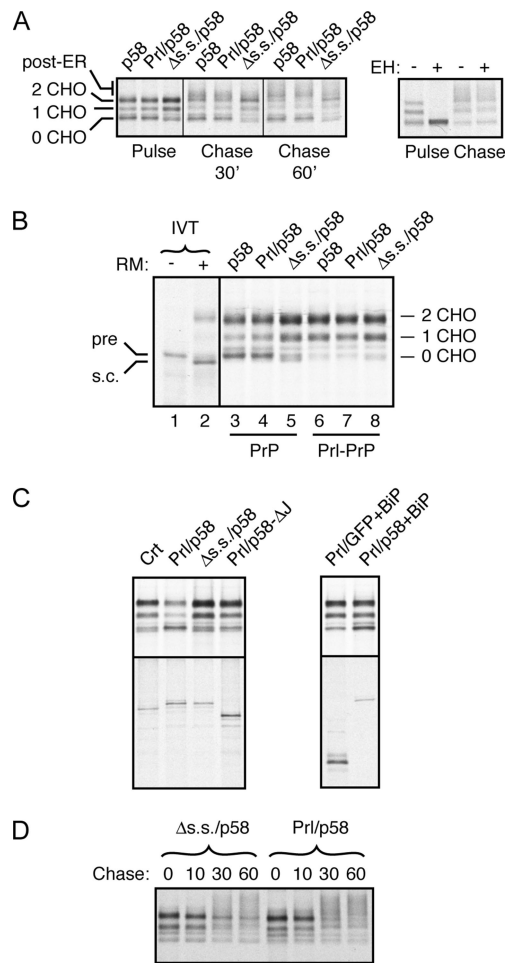 A
p58 Prl/p58 Δs.s./p58 p58 Prl/p58 Δs.s./p58 p58 Prl/p58 Δs.s./p58
post-ER
2 CHO
1 CHO
0 CHO
Pulse Chase 30’ Chase 60’
EH: - + - +
Pulse Chase
B
IVT
RM: - +
p58 Prl/p58 Δs.s./p58 p58 Prl/p58 Δs.s./p58
pre
s.c.
2 CHO
1 CHO
0 CHO
1 2 3 4 5 6 7 8
PrP Prl-PrP
C
Crt Prl/p58 Δs.s./p58 Prl/p58-ΔJ
Prl/GFP+BiP Prl/p58+BiP
D
Δs.s./p58 Prl/p58
Chase: 0 10 30 60 0 10 30 60